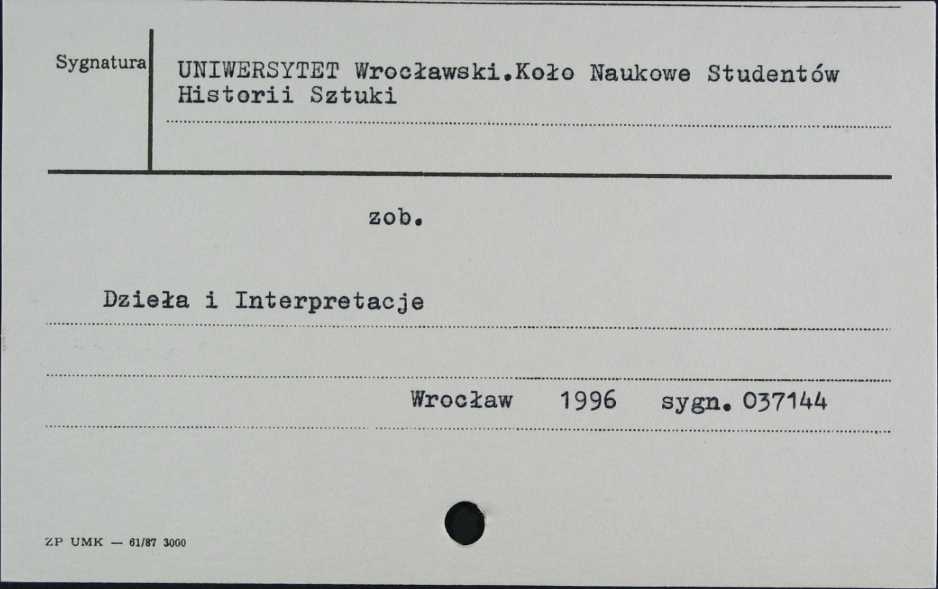 Sygnatura
UNIWERSYTET Wrocławski.Koło Naukowe Studentów
Historii Sztuki
zob.
Dzieła i Interpretacje
Wrocław 1996 sygn. 037144
ZP UMK — 61/87 3000